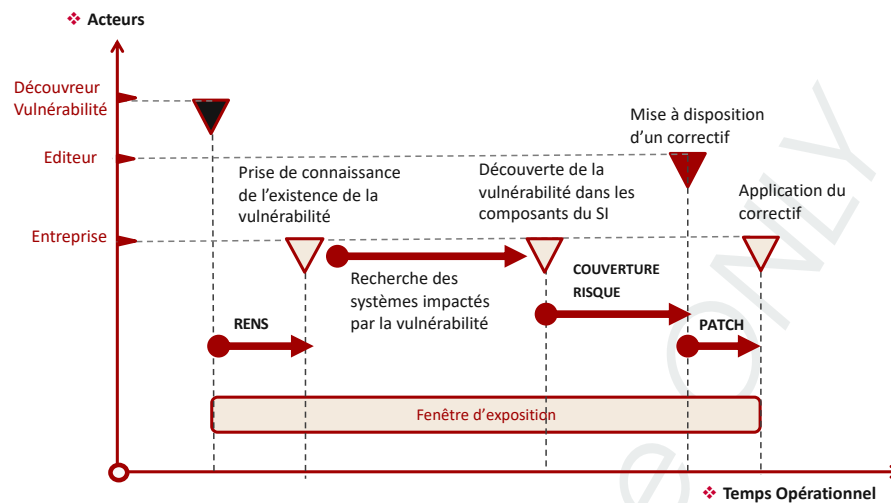 ❖ Acteurs
Découvreur
Vulnérabilité
Mise à disposition
d'un correctif
Editeur
Prise de connaissance
de l'existence de la
vulnérabilité
Découverte de la
vulnérabilité dans les
composants du SI
Application du
correctif
Entreprise
Recherche des
systèmes impactés
par la vulnérabilité
COUVERTURE
RISQUE
RENS
PATCH
Fenêtre d'exposition
❖ Temps Opérationnel
ONLY